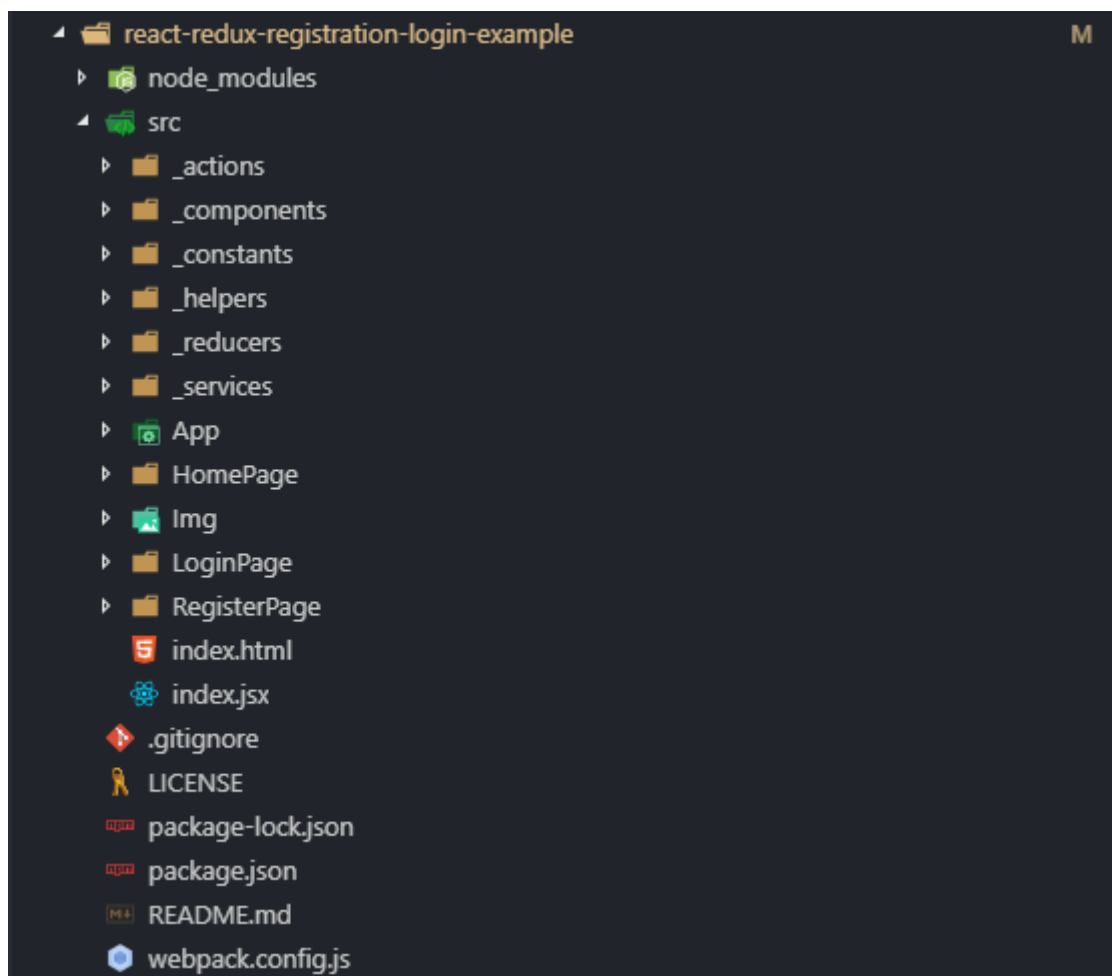 react-redux-registration-login-example M
node_modules
src
_actions
_components
_constants
_helpers
_reducers
_services
App
HomePage
Img
LoginPage
RegisterPage
index.html
index.jsx
.gitignore
LICENSE
package-lock.json
package.json
README.md
webpack.config.js